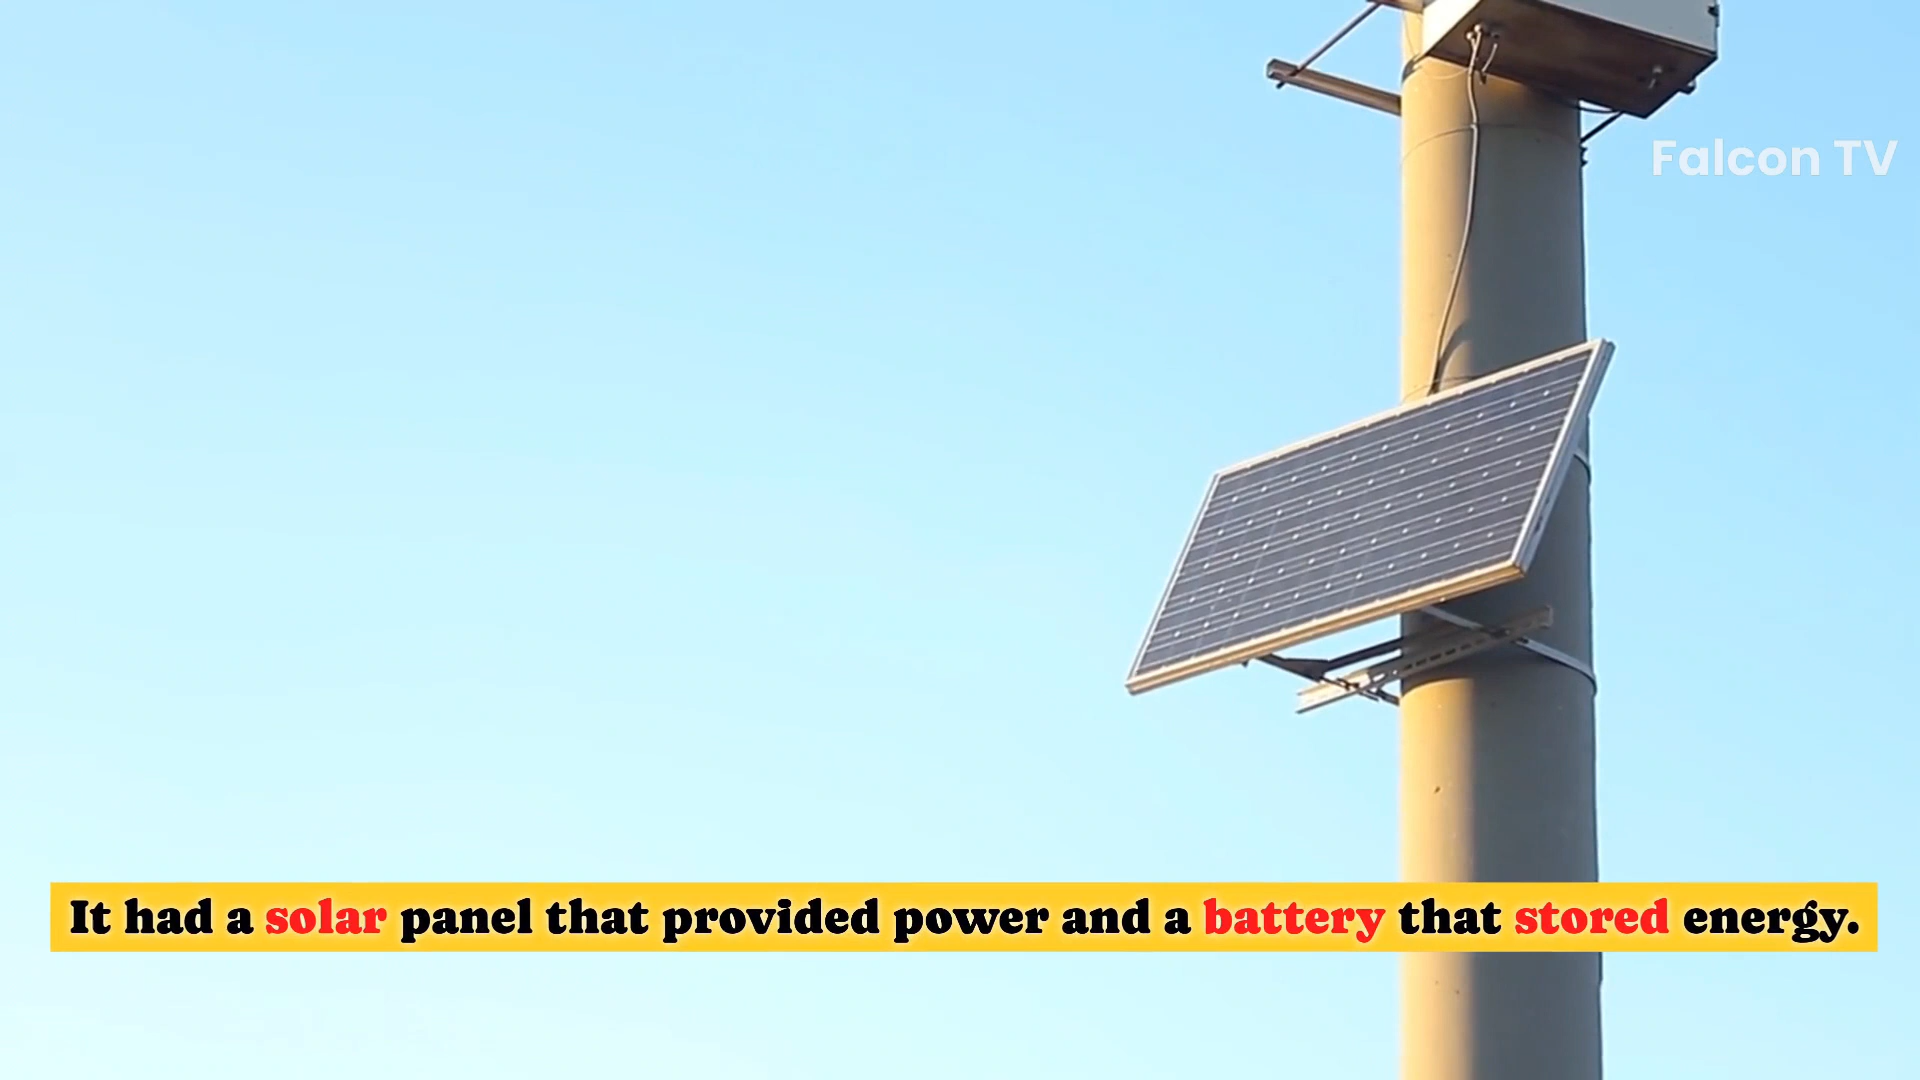 Falcon TV
It had a solar panel that provided power and a battery that stored energy.